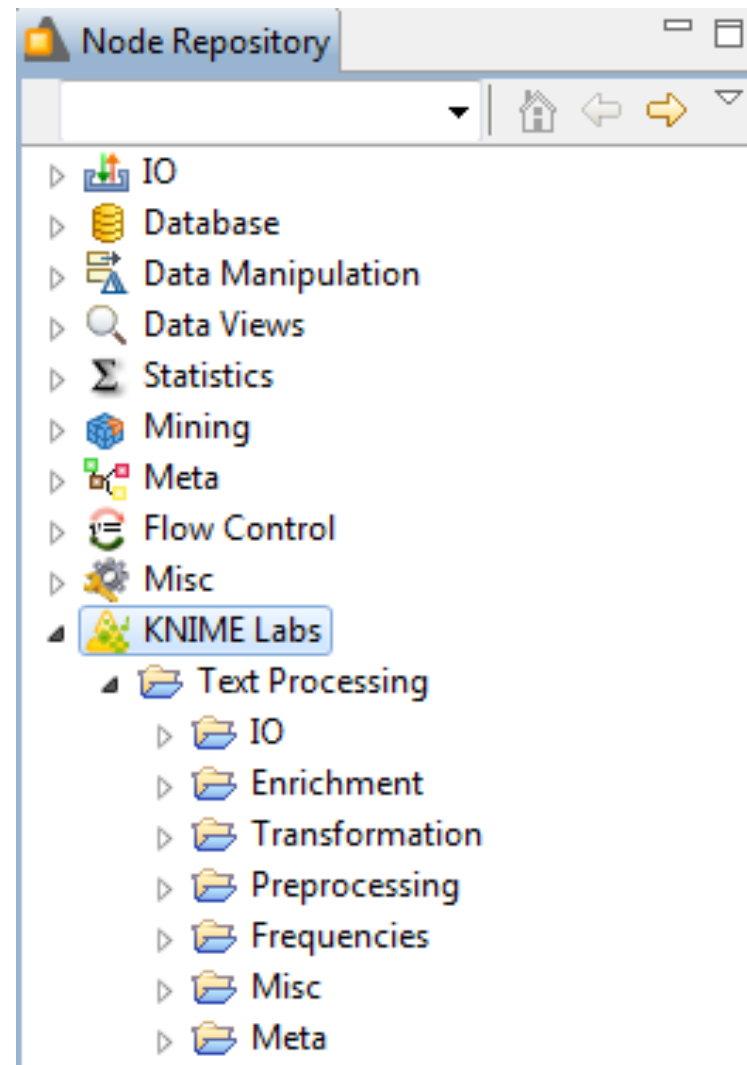 Node Repository
IO
Database
Data Manipulation
Data Views
Statistics
Mining
Meta
Flow Control
Misc
KNIME Labs
Text Processing
IO
Enrichment
Transformation
Preprocessing
Frequencies
Misc
Meta